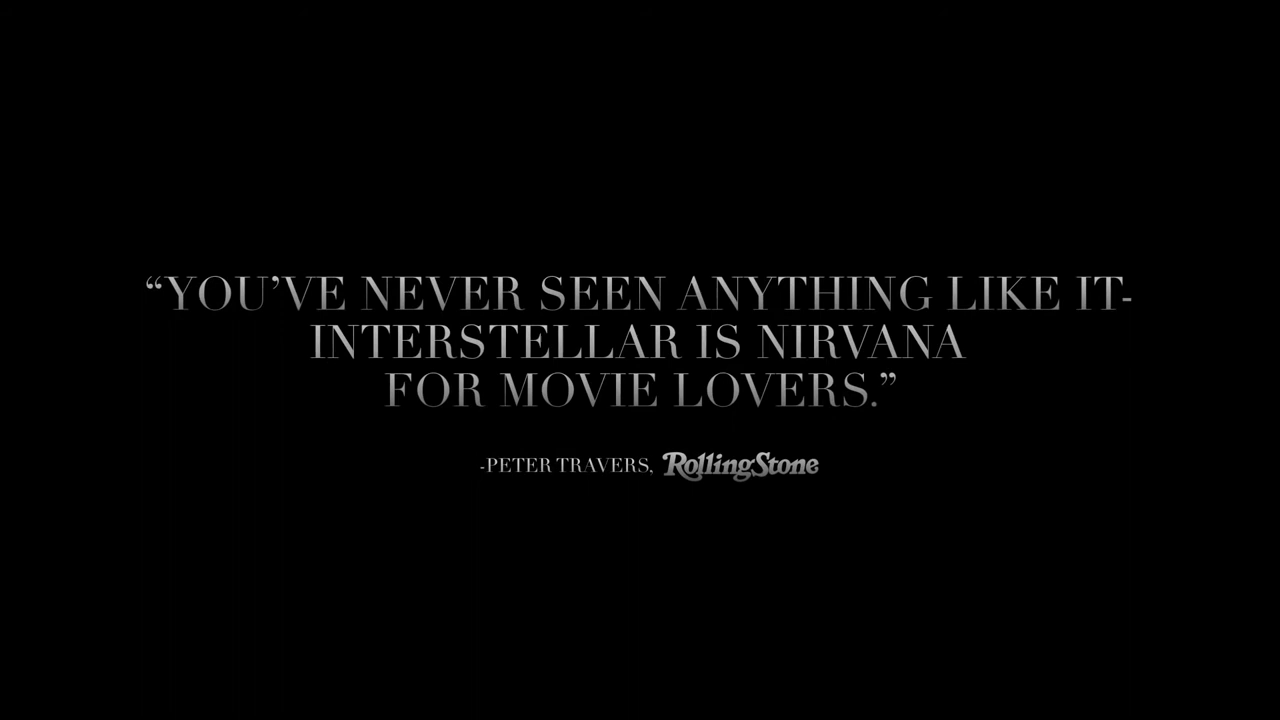 “YOU’VE NEVER SEEN ANYTHING LIKE IT-
INTERSTELLAR IS NIRVANA
FOR MOVIE LOVERS.”
-PETER TRAVERS, RollingStone